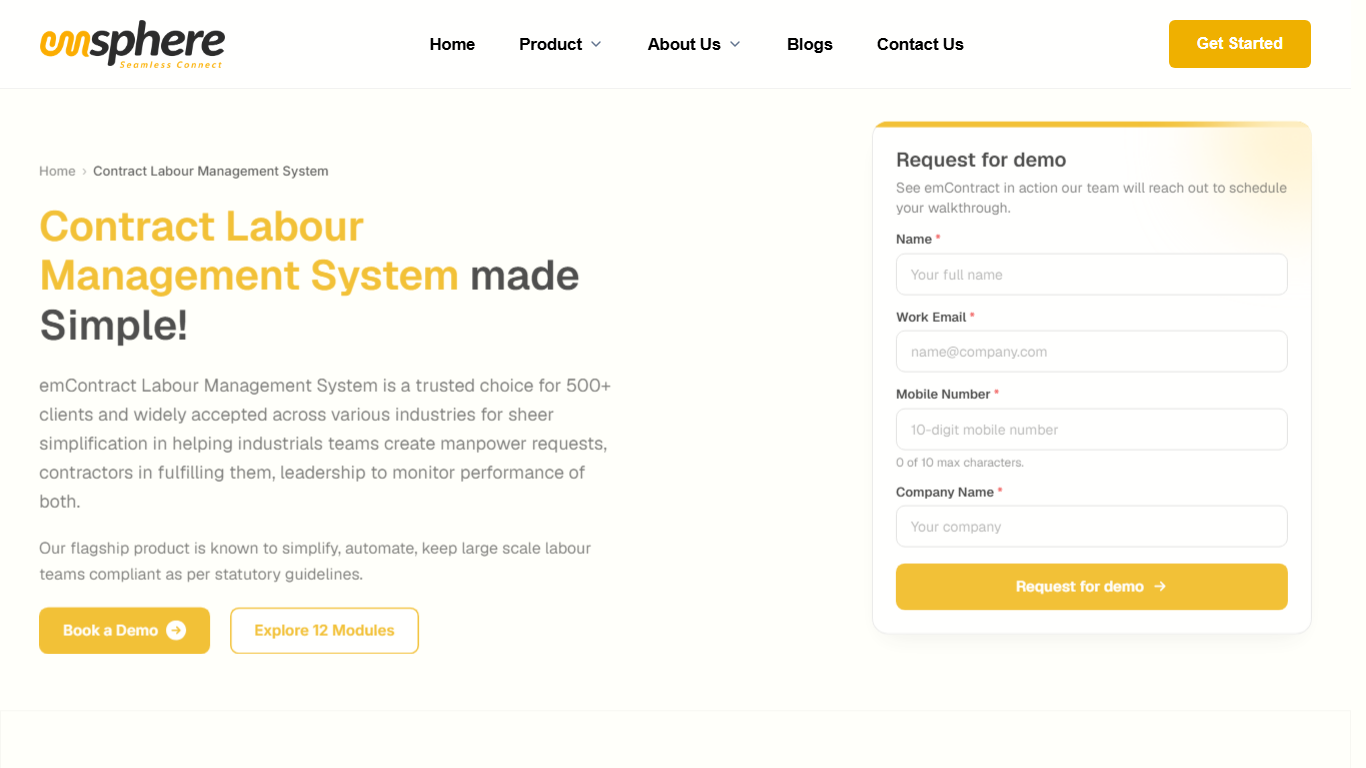 emsphere
Seamless Connect
Home
Product
About Us
Blogs
Contact Us
Get Started
Home › Contract Labour Management System
Contract Labour
Management System made
Simple!
emContract Labour Management System is a trusted choice for 500+
clients and widely accepted across various industries for sheer
simplification in helping industrials teams create manpower requests,
contractors in fulfilling them, leadership to monitor performance of
both.
Our flagship product is known to simplify, automate, keep large scale labour
teams compliant as per statutory guidelines.
Book a Demo
Explore 12 Modules
Request for demo
See emContract in action our team will reach out to schedule
your walkthrough.
Name *
Your full name
Work Email *
name@company.com
Mobile Number *
10-digit mobile number
0 of 10 max characters.
Company Name *
Your company
Request for demo →